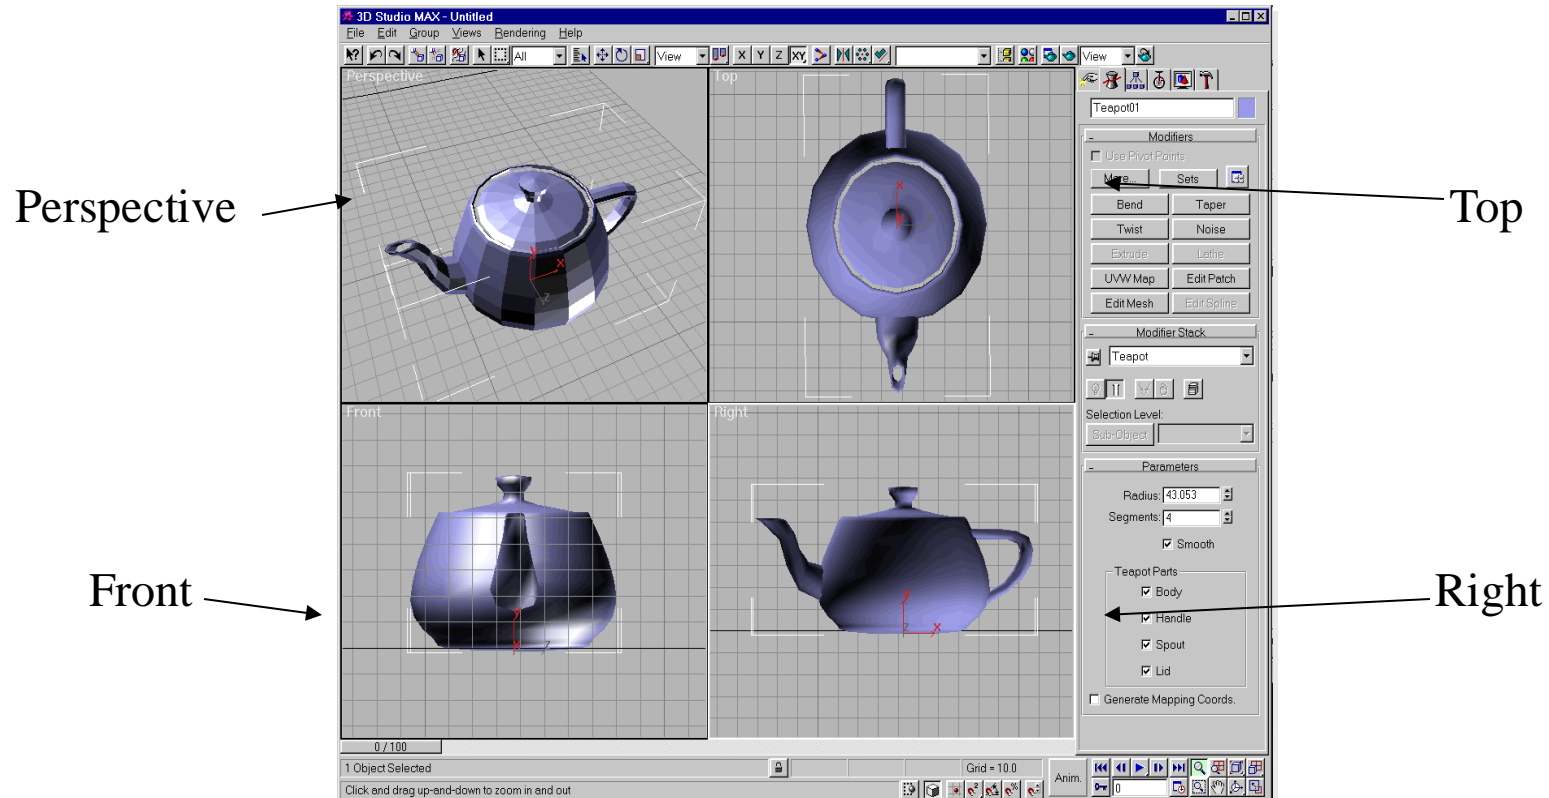 3D Studio MAX - Untitled
File Edit Group Views Rendering Help
All View X Y Z XY View
Perspective
Top
Front
Right
Perspective
Top
Front
Right
y
x
z
x
y
z
y
x
z
y
z
x
Teapot01
Modifiers
Use Pivot Points
More... Sets
Bend Taper
Twist Noise
Extrude Lathe
UVW Map Edit Patch
Edit Mesh Edit Spline
Modifier Stack
Teapot
Selection Level:
Sub-Object
Parameters
Radius: 43.053
Segments: 4
Smooth
Teapot Parts
Body
Handle
Spout
Lid
Generate Mapping Coords.
0 / 100
1 Object Selected
Grid = 10.0
Anim.
0
Click and drag up-and-down to zoom in and out